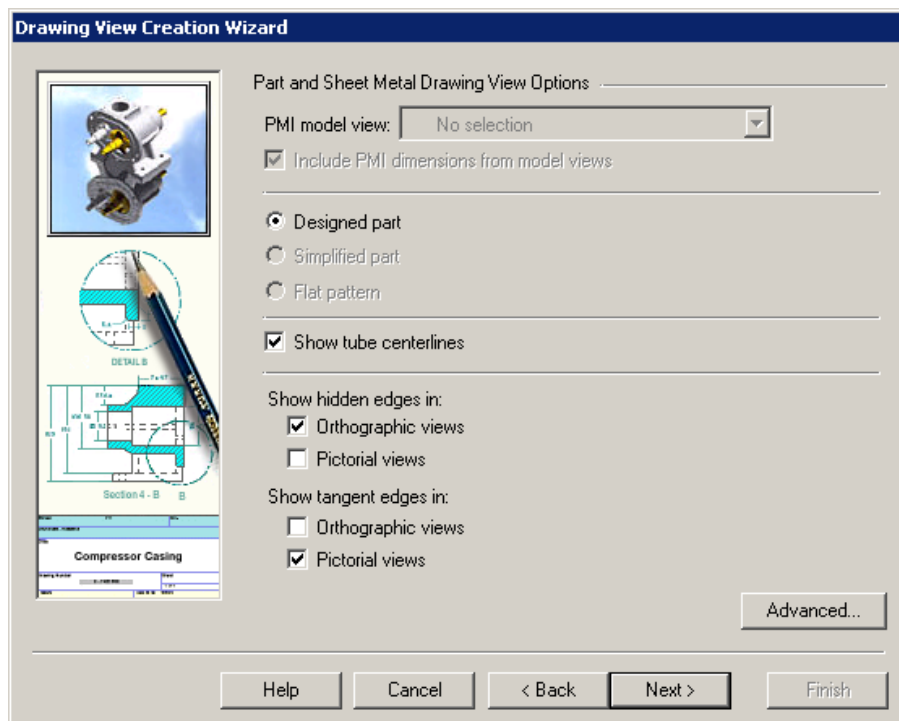 Drawing View Creation Wizard
Part and Sheet Metal Drawing View Options
PMI model view: No selection
Include PMI dimensions from model views
Designed part
Simplified part
Flat pattern
Show tube centerlines
Show hidden edges in:
Orthographic views
Pictorial views
Show tangent edges in:
Orthographic views
Pictorial views
DETAIL B
Section 4 - B B
Compressor Casing
Advanced...
Help Cancel < Back Next > Finish